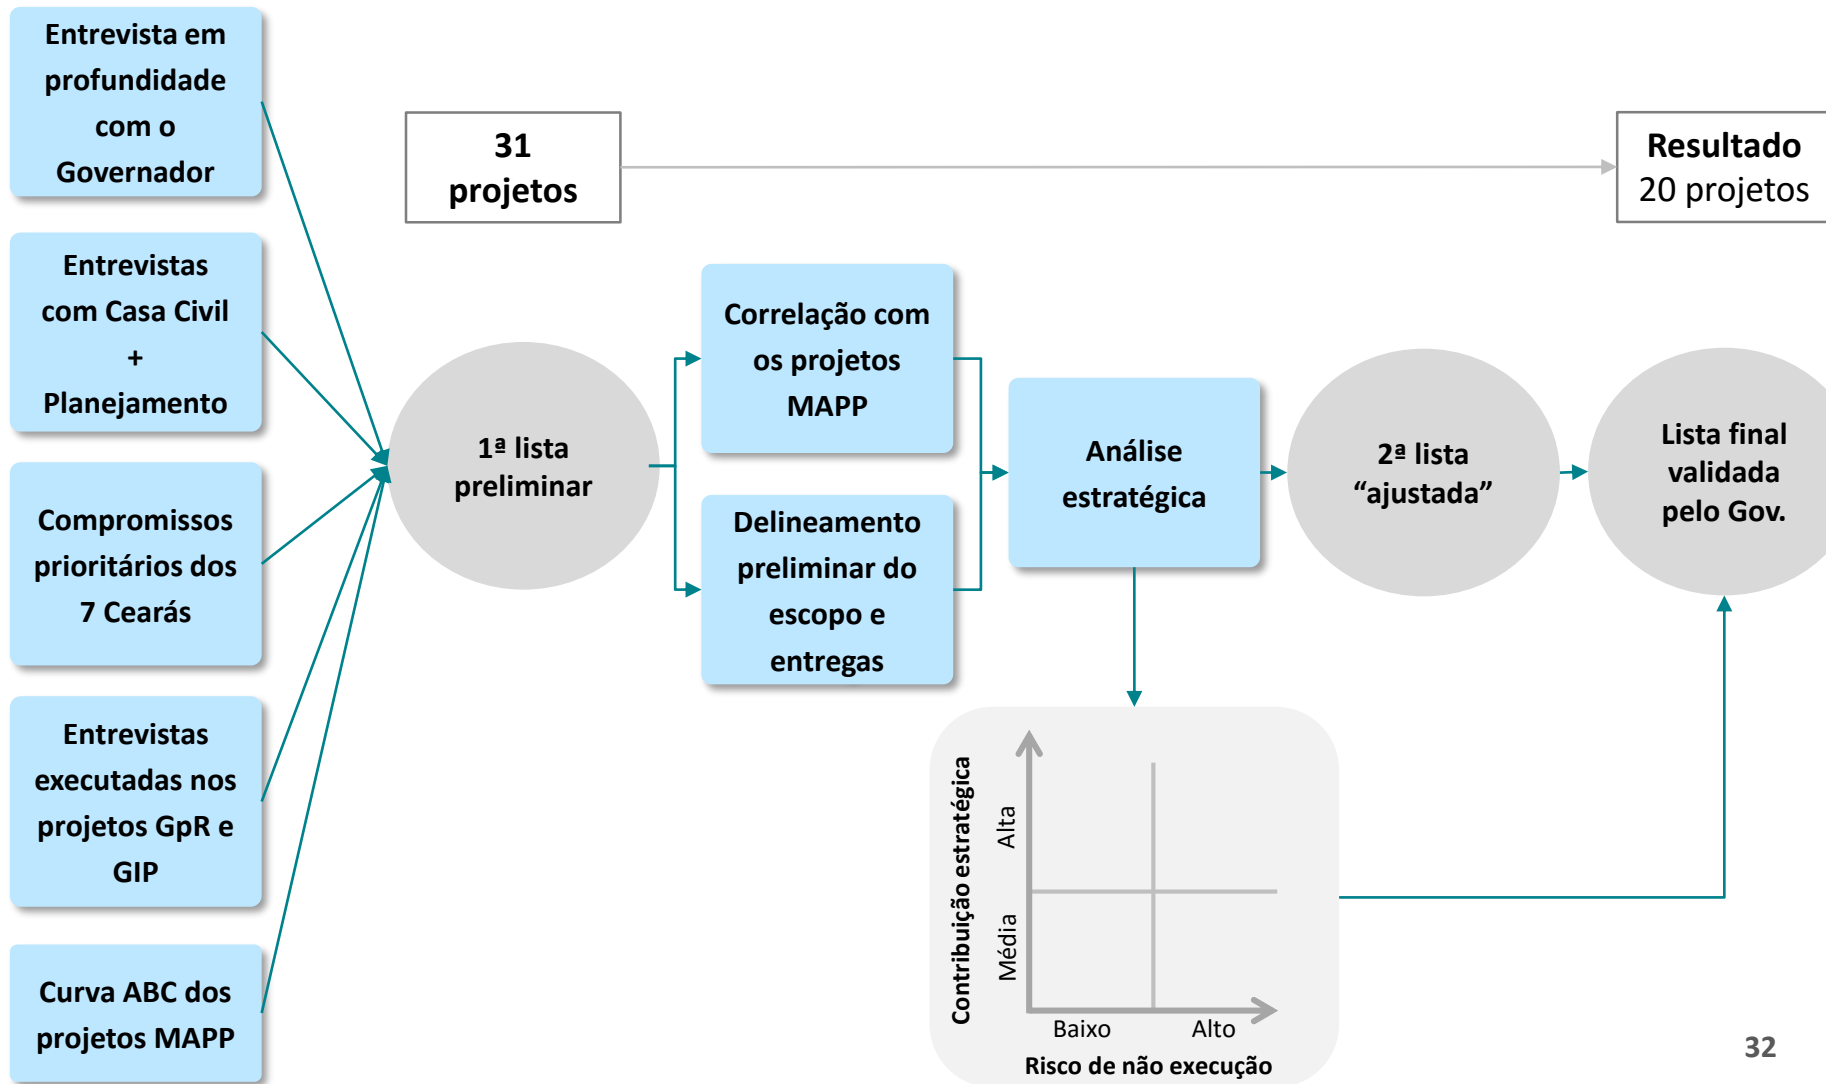 Entrevista em
profundidade
com o
Governador
Entrevistas
com Casa Civil
+
Planejamento
Compromissos
prioritários dos
7 Cearás
Entrevistas
executadas nos
projetos GpR e
GIP
Curva ABC dos
projetos MAPP
31
projetos
Resultado
20 projetos
1ª lista
preliminar
Correlação com
os projetos
MAPP
Delineamento
preliminar do
escopo e
entregas
Análise
estratégica
2ª lista
“ajustada”
Lista final
validada
pelo Gov.
Contribuição estratégica
Alta
Média
Baixo
Alto
Risco de não execução
32